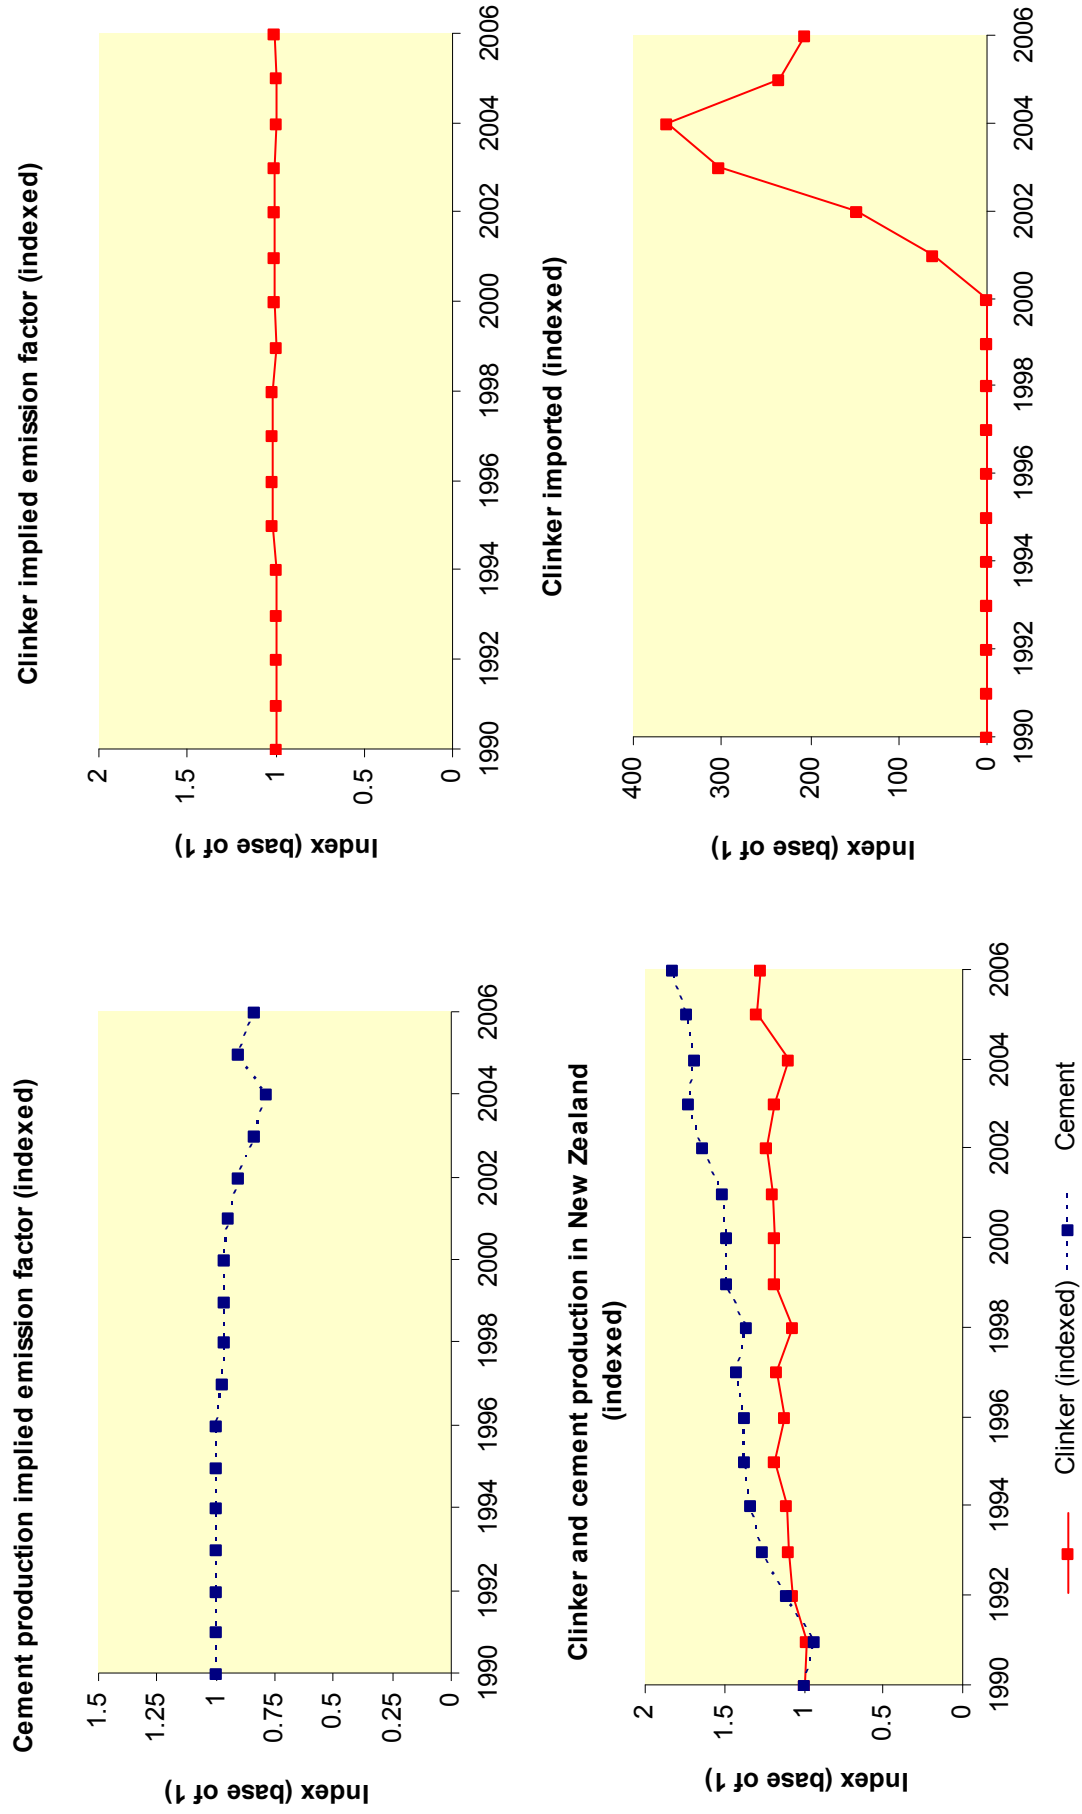 Cement production implied emission factor (indexed)
Index (base of 1)
1.5
1.25
1
0.75
0.5
0.25
0
1990 1992 1994 1996 1998 2000 2002 2004 2006
Clinker implied emission factor (indexed)
Index (base of 1)
2
1.5
1
0.5
0
1990 1992 1994 1996 1998 2000 2002 2004 2006
Clinker and cement production in New Zealand
(indexed)
Index (base of 1)
2
1.5
1
0.5
0
1990 1992 1994 1996 1998 2000 2002 2004 2006
Clinker (indexed) Cement
Clinker imported (indexed)
Index (base of 1)
400
300
200
100
0
1990 1992 1994 1996 1998 2000 2002 2004 2006